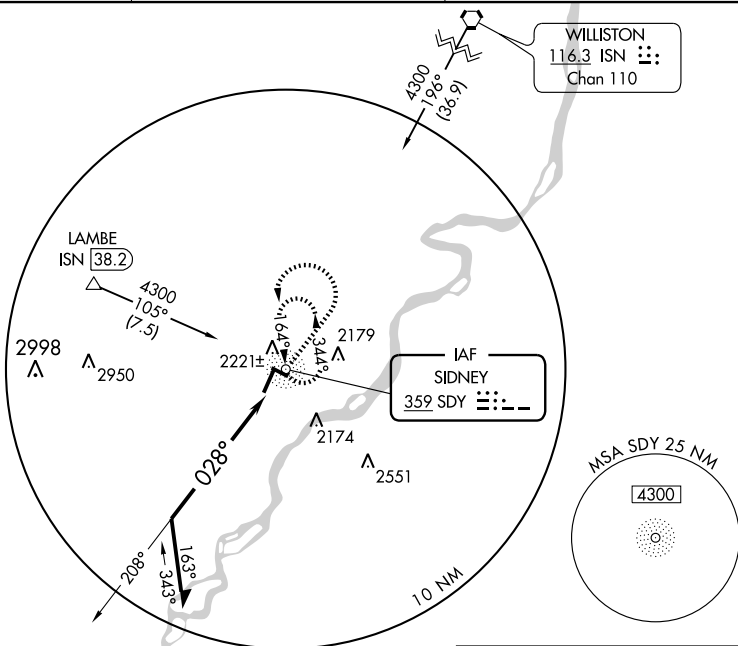 WILLISTON
116.3 ISN
Chan 110
4300
196°
(36.9)
LAMBE
ISN 38.2
4300
105°
(7.5)
2998
2950
164°
344°
2221±
2179
IAF
SIDNEY
359 SDY
2174
2551
028°
208°
163°
343°
10 NM
MSA SDY 25 NM
4300